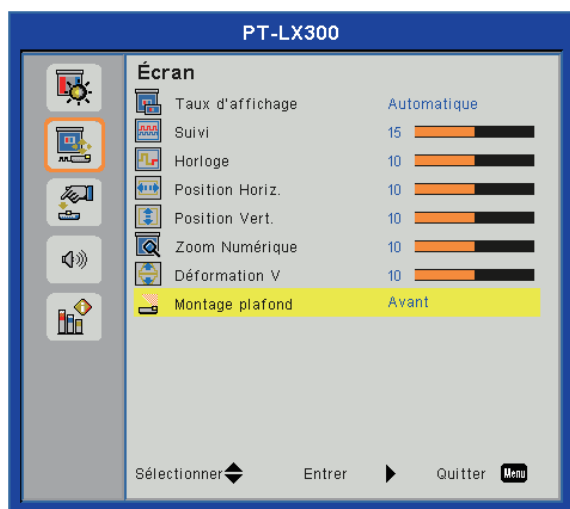 PT-LX300
Écran
Taux d'affichage Automatique
Suivi 15
Horloge 10
Position Horiz. 10
Position Vert. 10
Zoom Numérique 10
Déformation V 10
Montage plafond Avant
Sélectionner Entrer Quitter Menu